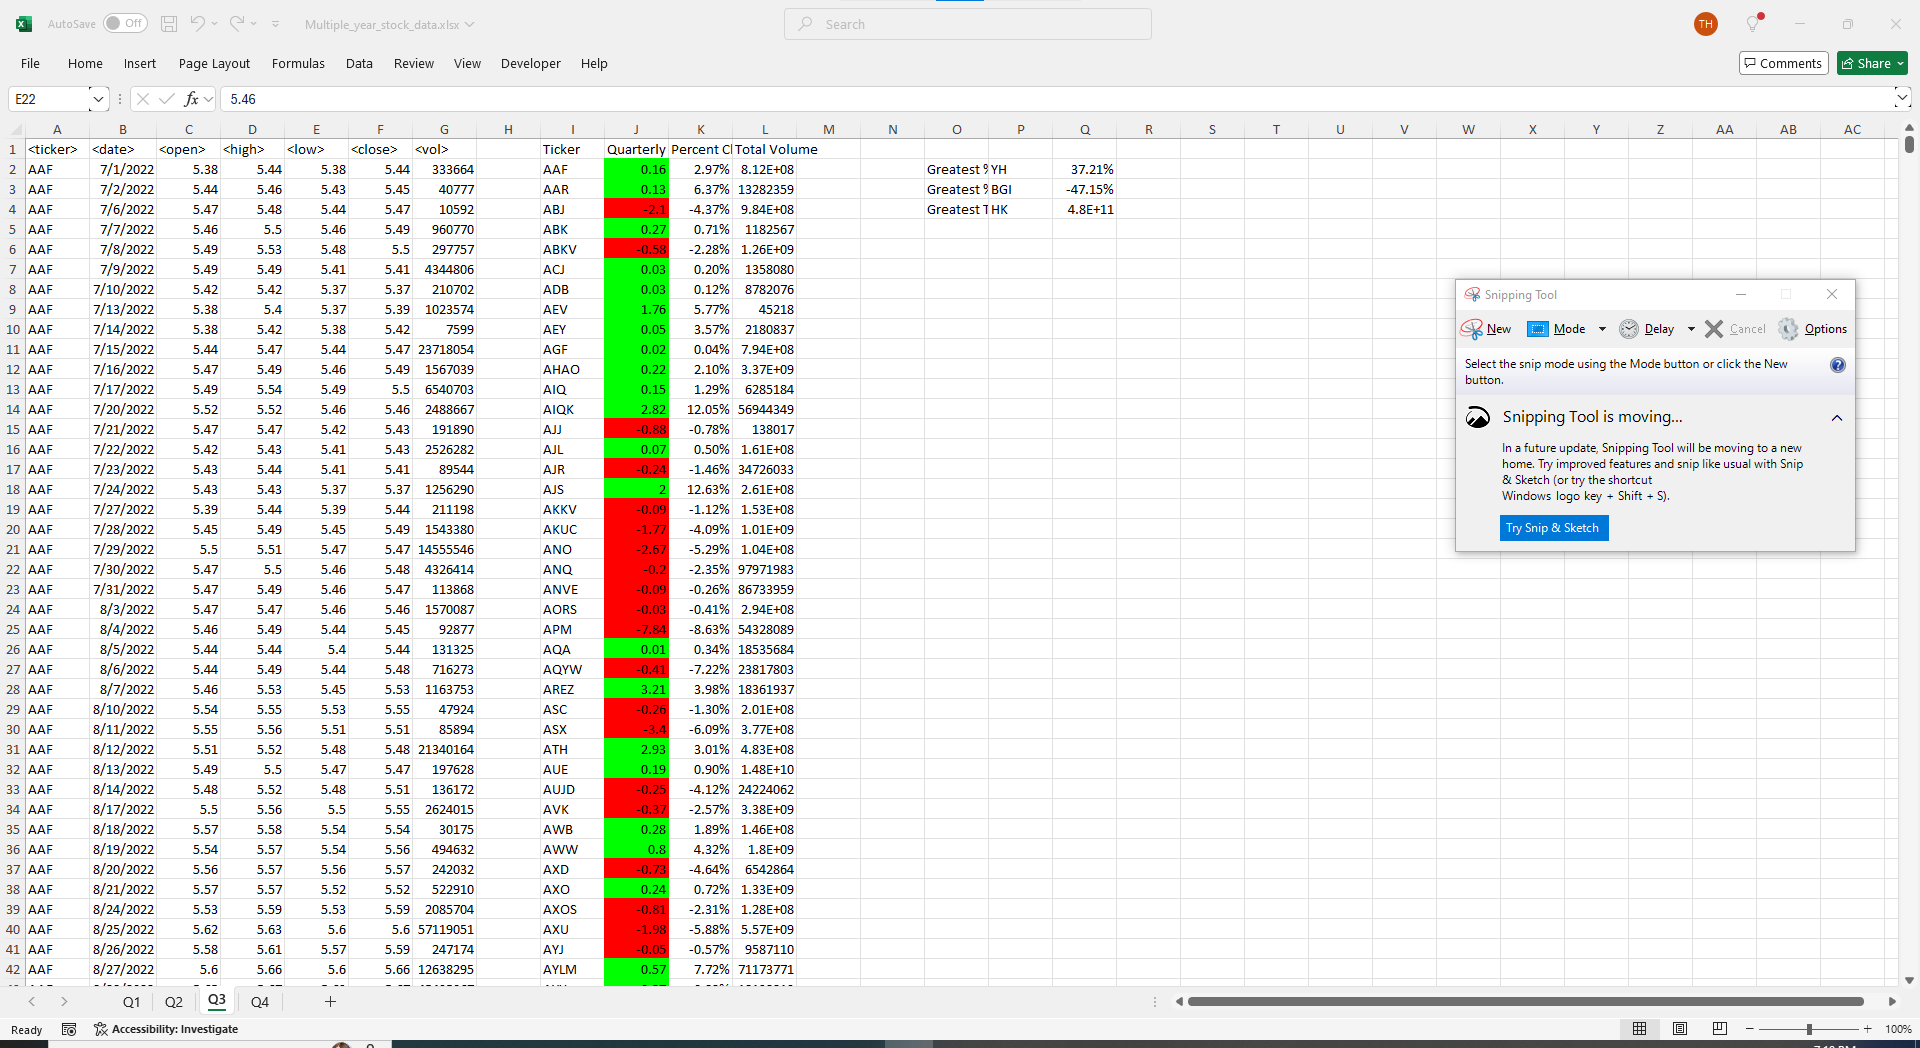 AutoSave Off Multiple_year_stock_data.xlsx Search TH
File Home Insert Page Layout Formulas Data Review View Developer Help Comments Share
E22 fx 5.46
A B C D E F G H I J K L M N O P Q R S T U V W X Y Z AA AB AC
1 <ticker> <date> <open> <high> <low> <close> <vol> Ticker Quarterly Percent Cl Total Volume
2 AAF 7/1/2022 5.38 5.44 5.38 5.44 333664 AAF 0.16 2.97% 8.12E+08 Greatest % YH 37.21%
3 AAF 7/2/2022 5.44 5.46 5.43 5.45 40777 AAR 0.13 6.37% 13282359 Greatest % BGI -47.15%
4 AAF 7/6/2022 5.47 5.48 5.44 5.47 10592 ABJ -2.1 -4.37% 9.84E+08 Greatest T HK 4.8E+11
5 AAF 7/7/2022 5.46 5.5 5.46 5.49 960770 ABK 0.27 0.71% 1182567
6 AAF 7/8/2022 5.49 5.53 5.48 5.5 297757 ABKV -0.58 -2.28% 1.26E+09
7 AAF 7/9/2022 5.49 5.49 5.41 5.41 4344806 ACJ 0.03 0.20% 1358080
8 AAF 7/10/2022 5.42 5.42 5.37 5.37 210702 ADB 0.03 0.12% 8782076
9 AAF 7/13/2022 5.38 5.4 5.37 5.39 1023574 AEV 1.76 5.77% 45218
10 AAF 7/14/2022 5.38 5.42 5.38 5.42 7599 AEY 0.05 3.57% 2180837
11 AAF 7/15/2022 5.44 5.47 5.44 5.47 23718054 AGF 0.02 0.04% 7.94E+08
12 AAF 7/16/2022 5.47 5.49 5.46 5.49 1567039 AHAO 0.22 2.10% 3.37E+09
13 AAF 7/17/2022 5.49 5.54 5.49 5.5 6540703 AIQ 0.15 1.29% 6285184
14 AAF 7/20/2022 5.52 5.52 5.46 5.46 2488667 AIQK 2.82 12.05% 56944349
15 AAF 7/21/2022 5.47 5.47 5.42 5.43 191890 AJJ -0.88 -0.78% 138017
16 AAF 7/22/2022 5.42 5.43 5.41 5.43 2526282 AJL 0.07 0.50% 1.61E+08
17 AAF 7/23/2022 5.43 5.44 5.41 5.41 89544 AJR -0.24 -1.46% 34726033
18 AAF 7/24/2022 5.43 5.43 5.37 5.37 1256290 AJS 2 12.63% 2.61E+08
19 AAF 7/27/2022 5.39 5.44 5.39 5.44 211198 AKKV -0.09 -1.12% 1.53E+08
20 AAF 7/28/2022 5.45 5.49 5.45 5.49 1543380 AKUC -1.77 -4.09% 1.01E+09
21 AAF 7/29/2022 5.5 5.51 5.47 5.47 14555546 ANO -2.67 -5.29% 1.04E+08
22 AAF 7/30/2022 5.47 5.5 5.46 5.48 4326414 ANQ -0.2 -2.35% 97971983
23 AAF 7/31/2022 5.47 5.49 5.46 5.47 113868 ANVE -0.09 -0.26% 86733959
24 AAF 8/3/2022 5.47 5.47 5.46 5.46 1570087 AORS -0.03 -0.41% 2.94E+08
25 AAF 8/4/2022 5.46 5.49 5.44 5.45 92877 APM -7.84 -8.63% 54328089
26 AAF 8/5/2022 5.44 5.44 5.4 5.44 131325 AQA 0.01 0.34% 18535684
27 AAF 8/6/2022 5.44 5.49 5.44 5.48 716273 AQYW -0.41 -7.22% 23817803
28 AAF 8/7/2022 5.46 5.53 5.45 5.53 1163753 AREZ 3.21 3.98% 18361937
29 AAF 8/10/2022 5.54 5.55 5.53 5.55 47924 ASC -0.26 -1.30% 2.01E+08
30 AAF 8/11/2022 5.55 5.56 5.51 5.51 85894 ASX -3.4 -6.09% 3.77E+08
31 AAF 8/12/2022 5.51 5.52 5.48 5.48 21340164 ATH 2.93 3.01% 4.83E+08
32 AAF 8/13/2022 5.49 5.5 5.47 5.47 197628 AUE 0.19 0.90% 1.48E+10
33 AAF 8/14/2022 5.48 5.52 5.48 5.51 136172 AUJD -0.25 -4.12% 24224062
34 AAF 8/17/2022 5.5 5.56 5.5 5.55 2624015 AVK -0.37 -2.57% 3.38E+09
35 AAF 8/18/2022 5.57 5.58 5.54 5.54 30175 AWB 0.28 1.89% 1.46E+08
36 AAF 8/19/2022 5.54 5.57 5.54 5.56 494632 AWW 0.8 4.32% 1.8E+09
37 AAF 8/20/2022 5.56 5.57 5.56 5.57 242032 AXD -0.73 -4.64% 6542864
38 AAF 8/21/2022 5.57 5.57 5.52 5.52 522910 AXO 0.24 0.72% 1.33E+09
39 AAF 8/24/2022 5.53 5.59 5.53 5.59 2085704 AXOS -0.81 -2.31% 1.28E+09
40 AAF 8/25/2022 5.62 5.63 5.6 5.6 57119051 AXU -1.98 -5.88% 5.57E+09
41 AAF 8/26/2022 5.58 5.61 5.57 5.59 247174 AYJ -0.05 -0.57% 9587110
42 AAF 8/27/2022 5.6 5.66 5.6 5.66 12638295 AYLM 0.57 7.72% 71173771
Snipping Tool
New Mode Delay Cancel Options
Select the snip mode using the Mode button or click the New
button.
Snipping Tool is moving...
In a future update, Snipping Tool will be moving to a new
home. Try improved features and snip like usual with Snip
& Sketch (or try the shortcut
Windows logo key + Shift + S).
Try Snip & Sketch
Q1 Q2 Q3 Q4
Ready Accessibility: Investigate 100%